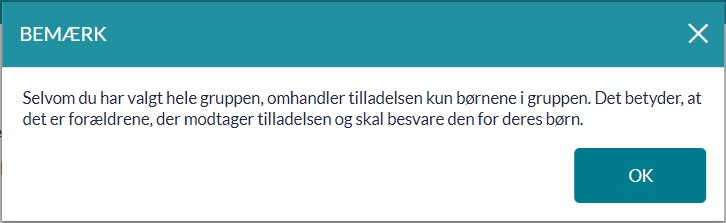 BEMÆRK
Selvom du har valgt hele gruppen, omhandler tilladelsen kun børnene i gruppen. Det betyder, at
det er forældrene, der modtager tilladelsen og skal besvare den for deres børn.
OK